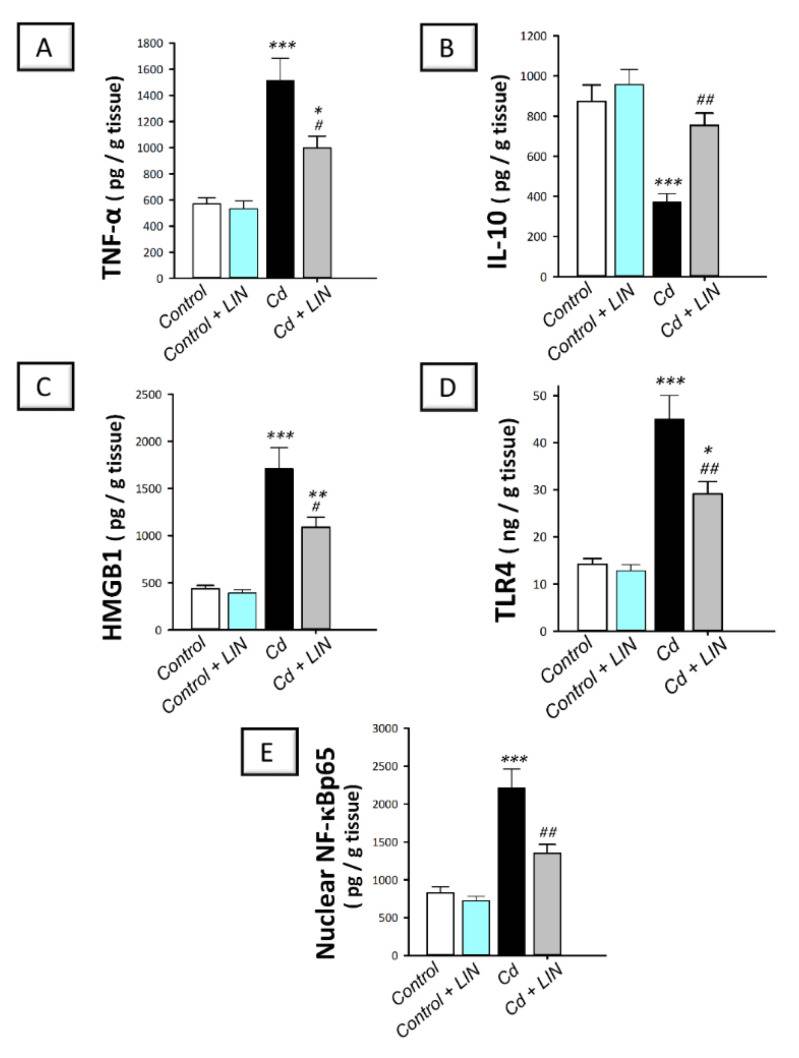 A
TNF-α ( pg / g tissue)
1800
1600
1400
1200
1000
800
600
400
200
0
***
*
#
Control
Control + LIN
Cd
Cd + LIN
B
IL-10 ( pg / g tissue)
1200
1000
800
600
400
200
0
***
##
Control
Control + LIN
Cd
Cd + LIN
C
HMGB1 ( pg / g tissue)
2500
2000
1500
1000
500
0
***
**
#
Control
Control + LIN
Cd
Cd + LIN
D
TLR4 ( ng / g tissue)
50
40
30
20
10
0
***
*
##
Control
Control + LIN
Cd
Cd + LIN
E
Nuclear NF-κBp65
( pg / g tissue)
3000
2500
2000
1500
1000
500
0
***
##
Control
Control + LIN
Cd
Cd + LIN